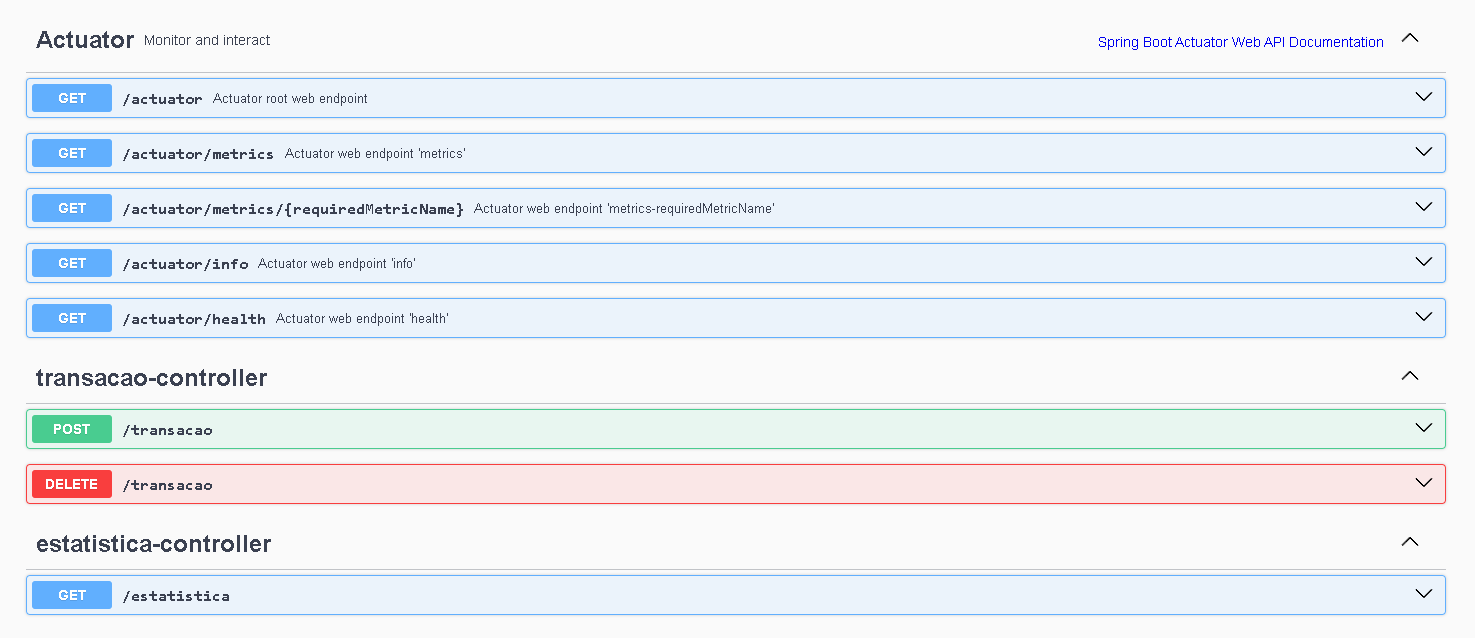 Actuator Monitor and interact Spring Boot Actuator Web API Documentation
GET /actuator Actuator root web endpoint
GET /actuator/metrics Actuator web endpoint 'metrics'
GET /actuator/metrics/{requiredMetricName} Actuator web endpoint 'metrics-requiredMetricName'
GET /actuator/info Actuator web endpoint 'info'
GET /actuator/health Actuator web endpoint 'health'
transacao-controller
POST /transacao
DELETE /transacao
estatistica-controller
GET /estatistica